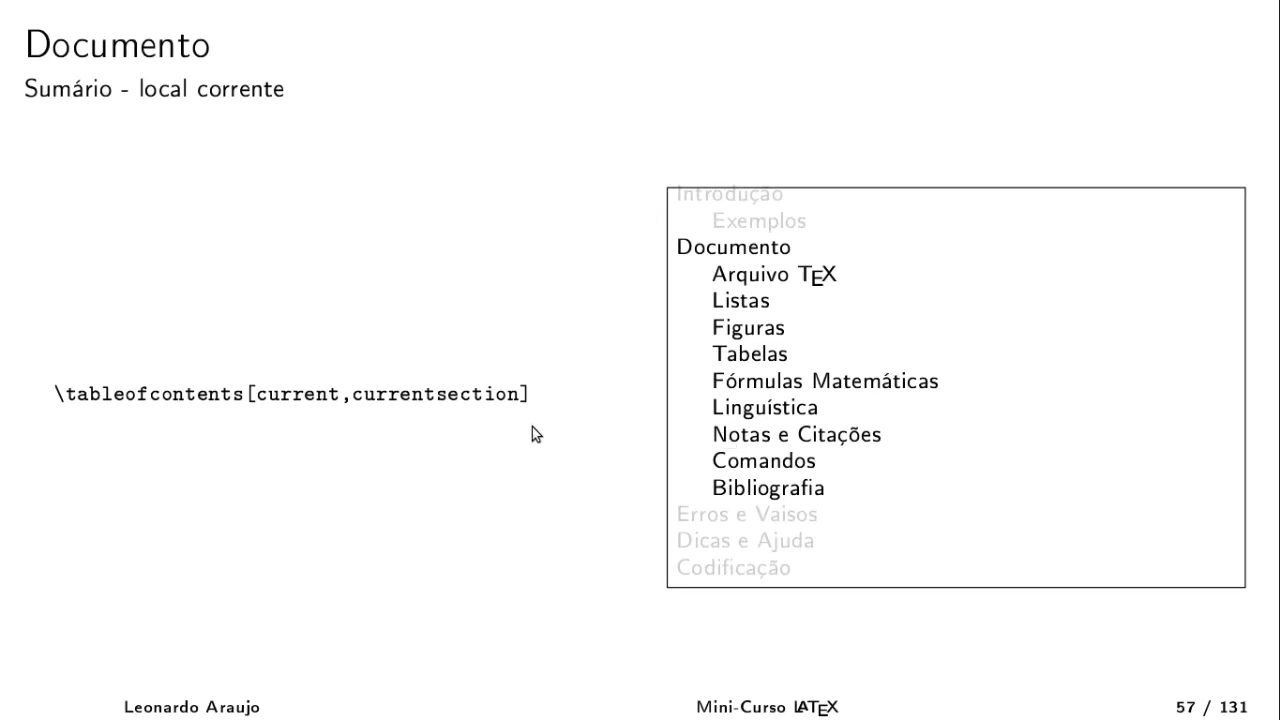 Documento
Sumário - local corrente
\tableofcontents[current,currentsection]
Introdução
Exemplos
Documento
Arquivo TEX
Listas
Figuras
Tabelas
Fórmulas Matemáticas
Linguística
Notas e Citações
Comandos
Bibliografia
Erros e Vaisos
Dicas e Ajuda
Codificação
Leonardo Araujo
Mini-Curso LATEX
57 / 131